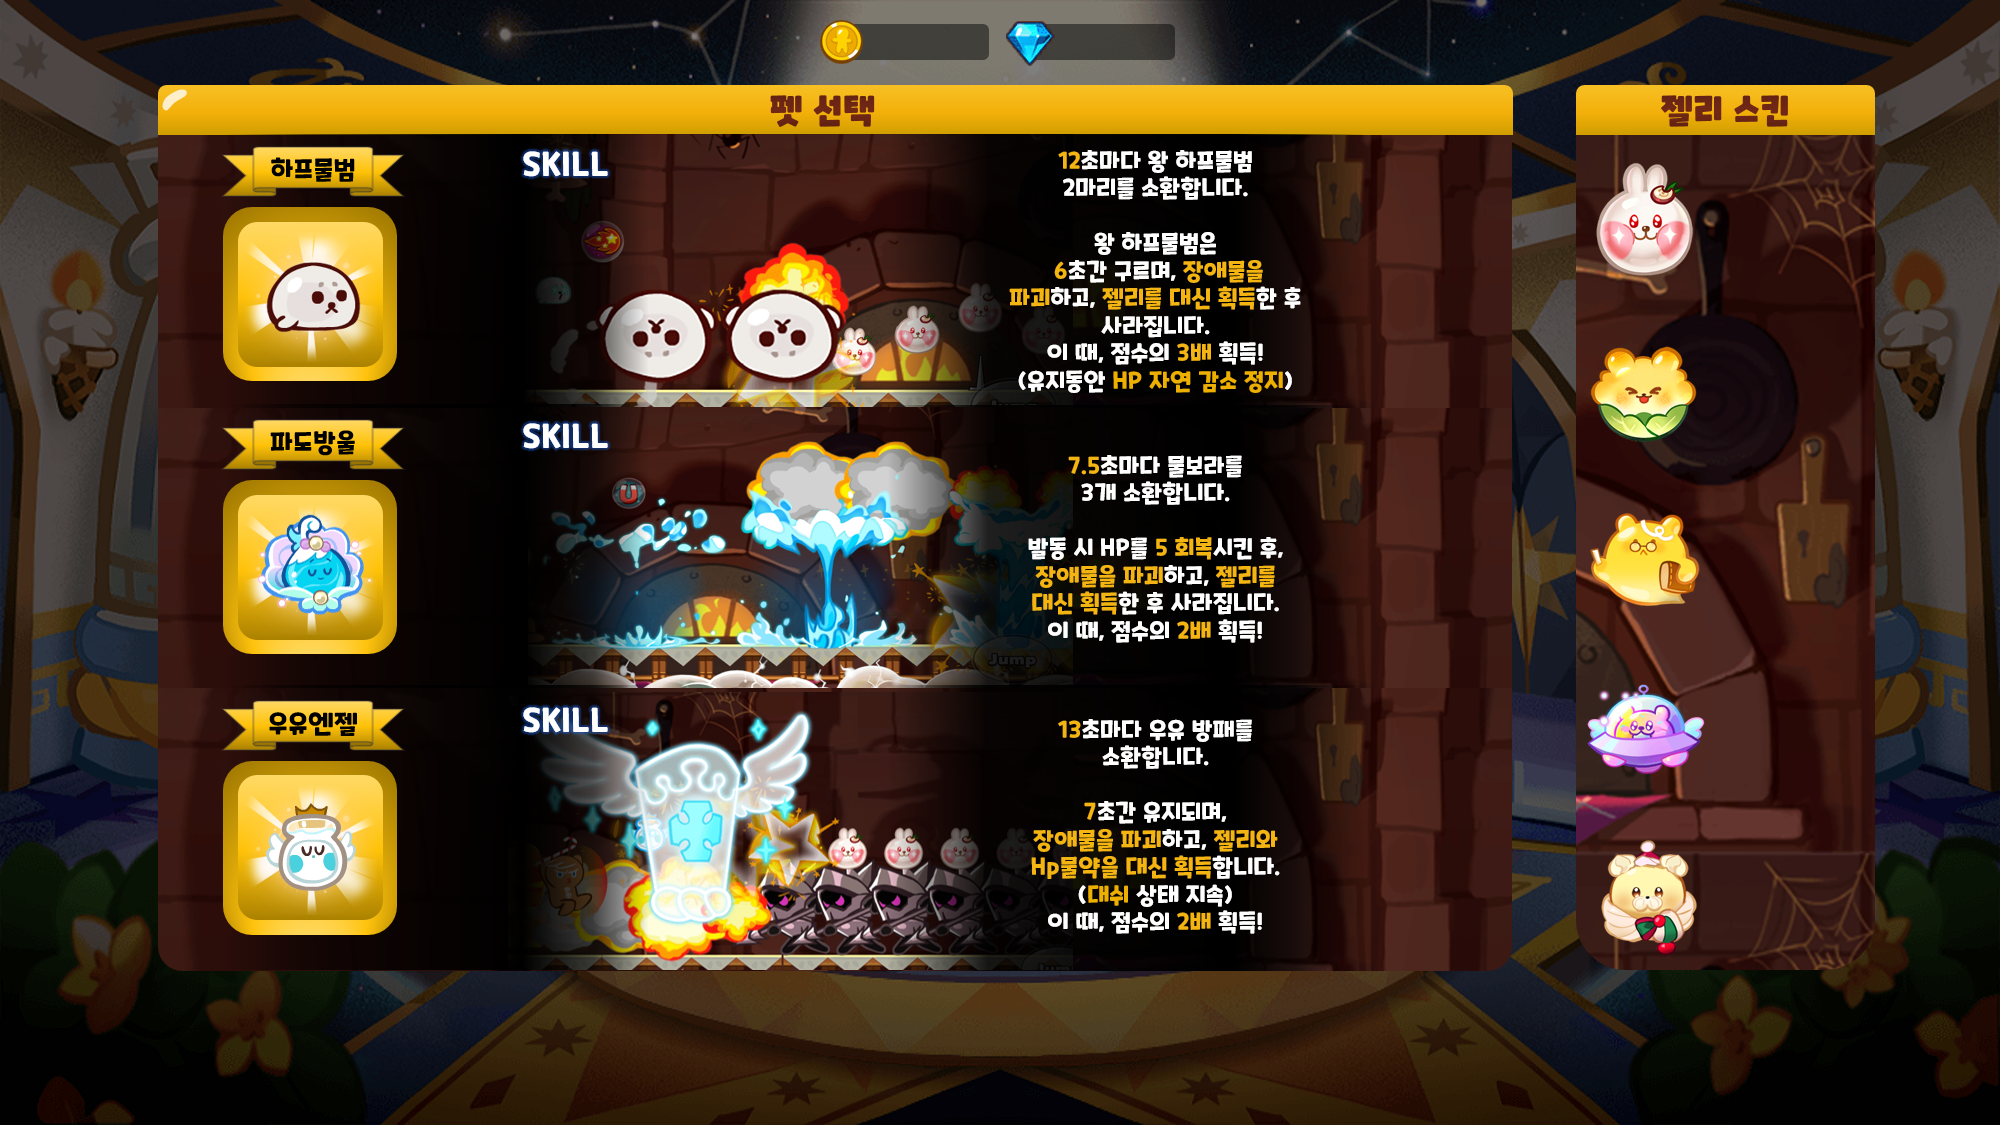 펫 선택
젤리 스킨
하프물범
SKILL
12초마다 왕 하프물범
2마리를 소환합니다.
왕 하프물범은
6초간 구르며, 장애물을
파괴하고, 젤리를 대신 획득한 후
사라집니다.
이 때, 점수의 3배 획득!
(유지동안 HP 자연 감소 정지)
파도방울
SKILL
7.5초마다 물보라를
3개 소환합니다.
발동 시 HP를 5 회복시킨 후,
장애물을 파괴하고, 젤리를
대신 획득한 후 사라집니다.
이 때, 점수의 2배 획득!
Jump
우유엔젤
SKILL
13초마다 우유 방패를
소환합니다.
7초간 유지되며,
장애물을 파괴하고, 젤리와
Hp물약을 대신 획득합니다.
(대쉬 상태 지속)
이 때, 점수의 2배 획득!